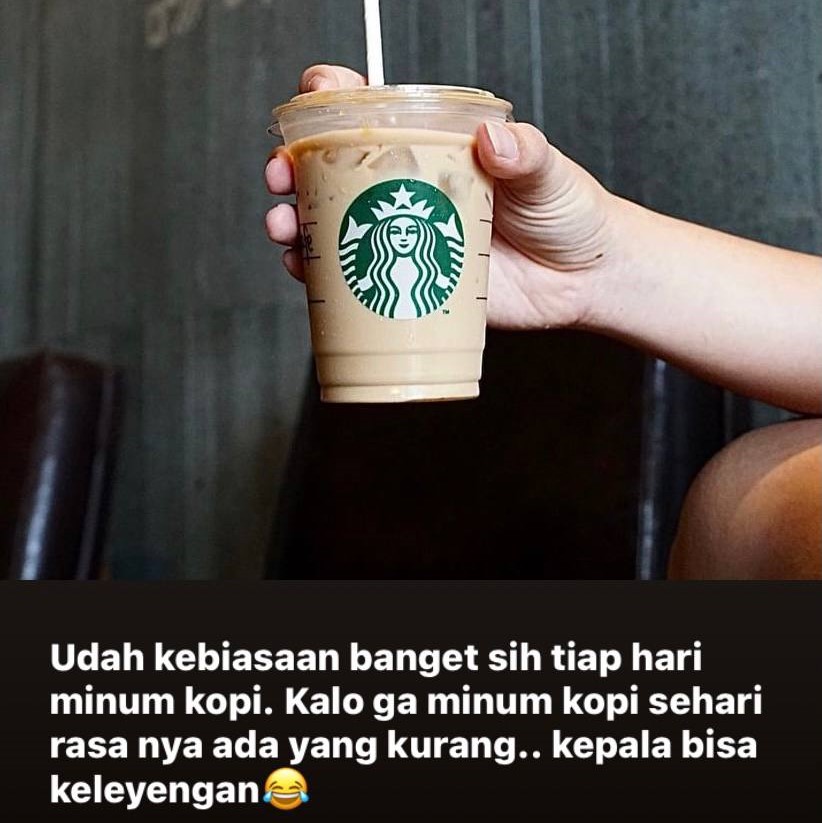 Udah kebiasaan banget sih tiap hari
minum kopi. Kalo ga minum kopi sehari
rasa nya ada yang kurang.. kepala bisa
keleyengan😂